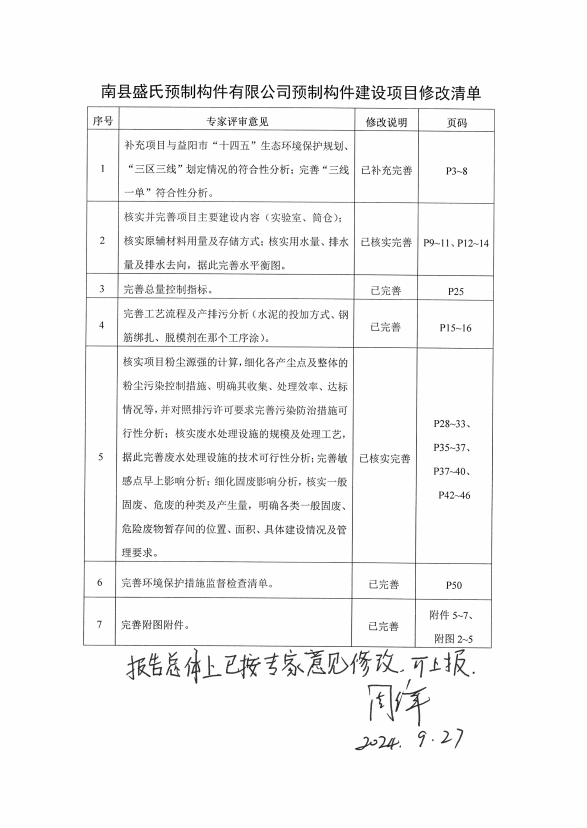 南县盛氏预制构件有限公司预制构件建设项目修改清单
序号 专家评审意见 修改说明 页码
补充项目与益阳市“十四五”生态环境保护规划、
1 “三区三线”划定情况的符合性分析；完善“三线 已补充完善 P3~8
一单”符合性分析。
核实并完善项目主要建设内容（实验室、筒仓）；
2 核实原辅材料用量及存储方式；核实用水量、排水 已核实完善 P9~11、P12~14
量及排水去向，据此完善水平衡图。
3 完善总量控制指标。 已完善 P25
完善工艺流程及产排污分析（水泥的投加方式、钢
4 已完善 P15~16
筋绑扎、脱模剂在那个工序涂）。
核实项目粉尘源强的计算，细化各产尘点及整体的
粉尘污染控制措施、明确其收集、处理效率、达标
情况等，并对照排污许可要求完善污染防治措施可
行性分析；核实废水处理设施的规模及处理工艺，
5 据此完善废水处理设施的技术可行性分析；完善敏 已核实完善
感点早上影响分析；细化固废影响分析，核实一般
固废、危废的种类及产生量，明确各类一般固废、
危险废物暂存间的位置、面积、具体建设情况及管
理要求。
P28~33、
P35~37、
P37~40、
P42~46
6 完善环境保护措施监督检查清单。 已完善 P50
7 完善附图附件。 已完善 附件 5~7、
附图 2~5
报告总体上已按专家意见修改，可上报.
2024. 9. 27